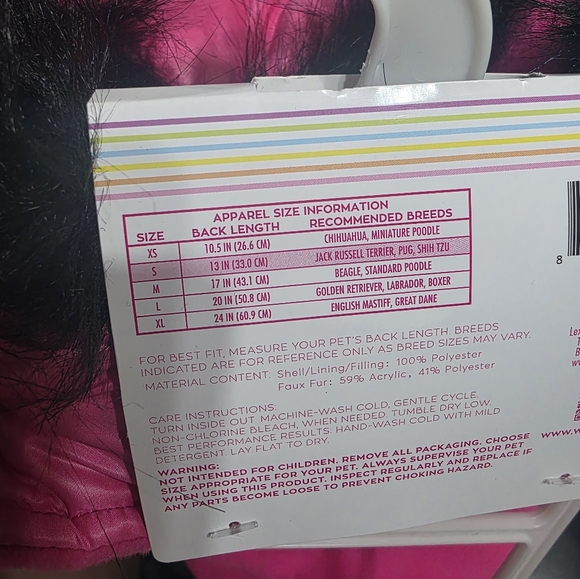 APPAREL SIZE INFORMATION
SIZE BACK LENGTH RECOMMENDED BREEDS
XS 10.5 IN (26.6 CM) CHIHUAHUA, MINIATURE POODLE
S 13 IN (33.0 CM) JACK RUSSELL TERRIER, PUG, SHIH TZU
M 17 IN (43.1 CM) BEAGLE, STANDARD POODLE
L 20 IN (50.8 CM) GOLDEN RETRIEVER, LABRADOR, BOXER
XL 24 IN (60.9 CM) ENGLISH MASTIFF, GREAT DANE
FOR BEST FIT, MEASURE YOUR PET'S BACK LENGTH. BREEDS
INDICATED ARE FOR REFERENCE ONLY AS BREED SIZES MAY VARY.
MATERIAL CONTENT: Shell/Lining/Filling: 100% Polyester
Faux Fur: 59% Acrylic, 41% Polyester
CARE INSTRUCTIONS:
TURN INSIDE OUT. MACHINE-WASH COLD, GENTLE CYCLE.
NON-CHLORINE BLEACH, WHEN NEEDED. TUMBLE DRY LOW.
BEST PERFORMANCE RESULTS: HAND-WASH COLD WITH MILD
DETERGENT. LAY FLAT TO DRY.
WARNING:
NOT INTENDED FOR CHILDREN. REMOVE ALL PACKAGING. CHOOSE
SIZE APPROPRIATE FOR YOUR PET. ALWAYS SUPERVISE YOUR PET
WHEN USING THIS PRODUCT. INSPECT REGULARLY AND REPLACE IF
ANY PARTS BECOME LOOSE TO PREVENT CHOKING HAZARD.
8
Lex
www.w